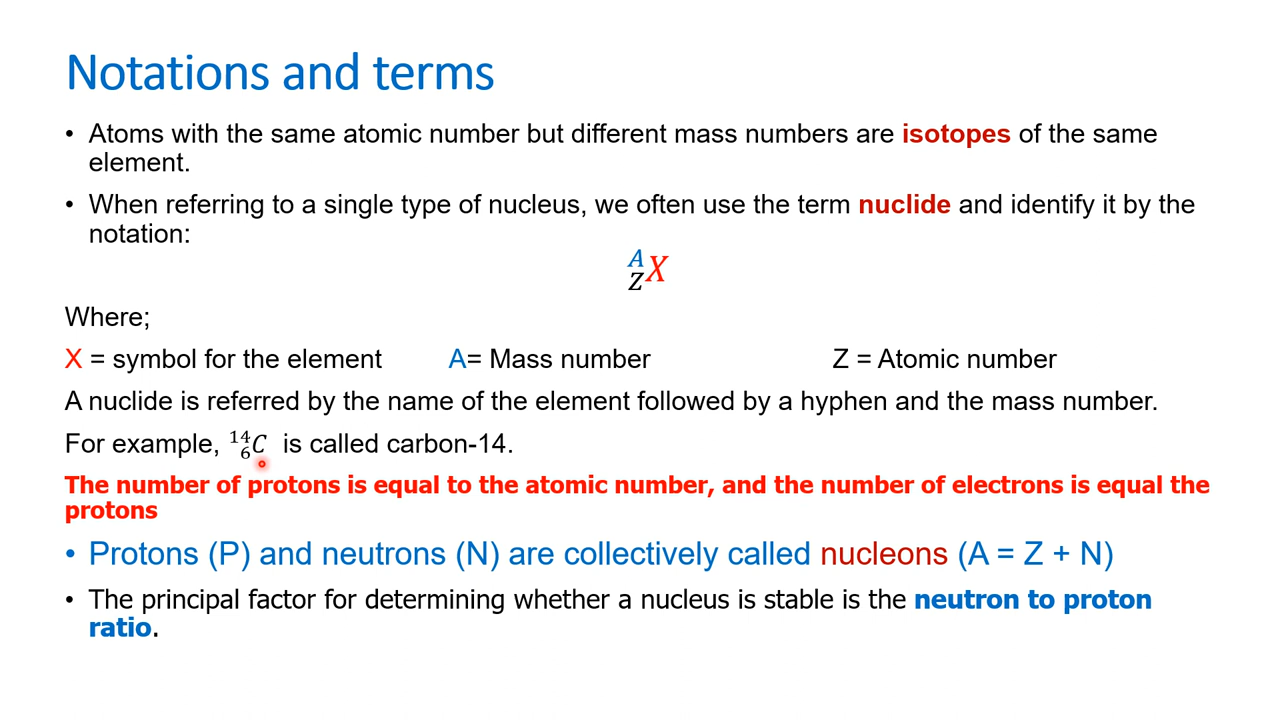 Notations and terms
• Atoms with the same atomic number but different mass numbers are isotopes of the same
element.
• When referring to a single type of nucleus, we often use the term nuclide and identify it by the
notation:
$^{A}_{Z}X$
Where;
X = symbol for the element A= Mass number Z = Atomic number
A nuclide is referred by the name of the element followed by a hyphen and the mass number.
For example, $^{14}_{6}C$ is called carbon-14.
The number of protons is equal to the atomic number, and the number of electrons is equal the
protons
• Protons (P) and neutrons (N) are collectively called nucleons (A = Z + N)
• The principal factor for determining whether a nucleus is stable is the neutron to proton
ratio.